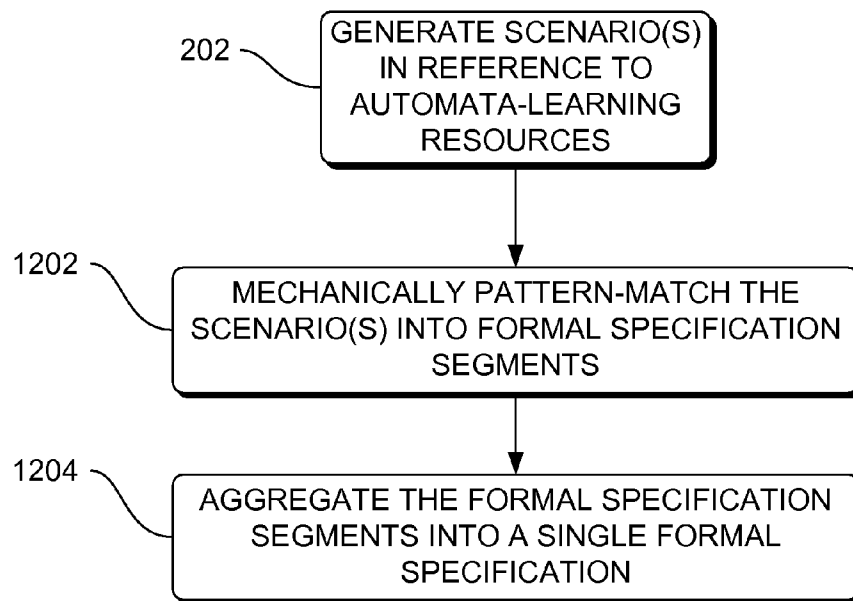 202
GENERATE SCENARIO(S)
IN REFERENCE TO
AUTOMATA-LEARNING
RESOURCES
1202
MECHANICALLY PATTERN-MATCH THE
SCENARIO(S) INTO FORMAL SPECIFICATION
SEGMENTS
1204
AGGREGATE THE FORMAL SPECIFICATION
SEGMENTS INTO A SINGLE FORMAL
SPECIFICATION